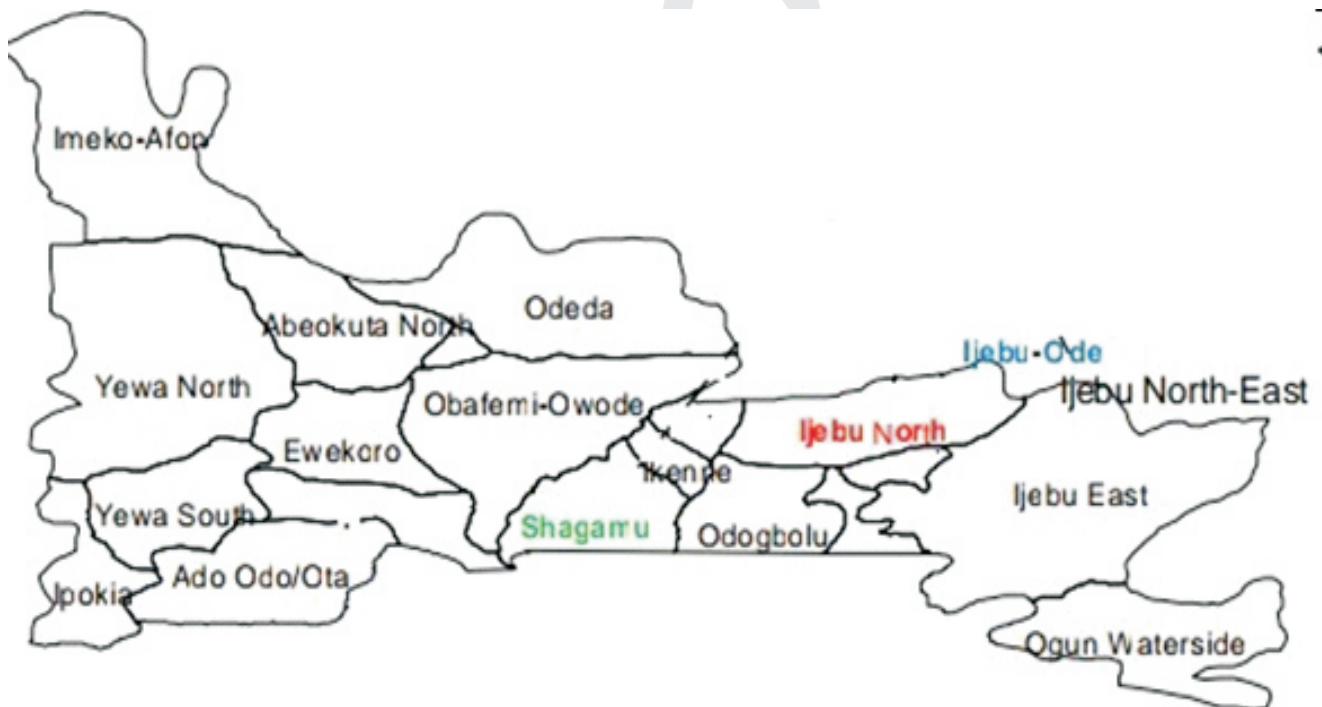 Imeko-Afon
Odeda
Abeokuta North
Ijebu-Ode
Yewa North
Ijebu North-East
Obafemi-Owode
Ijebu North
Ewekoro
Ikenne
Ijebu East
Yewa South
Shagamu
Odogbolu
Ado Odo/Ota
Ipokia
Ogun Waterside